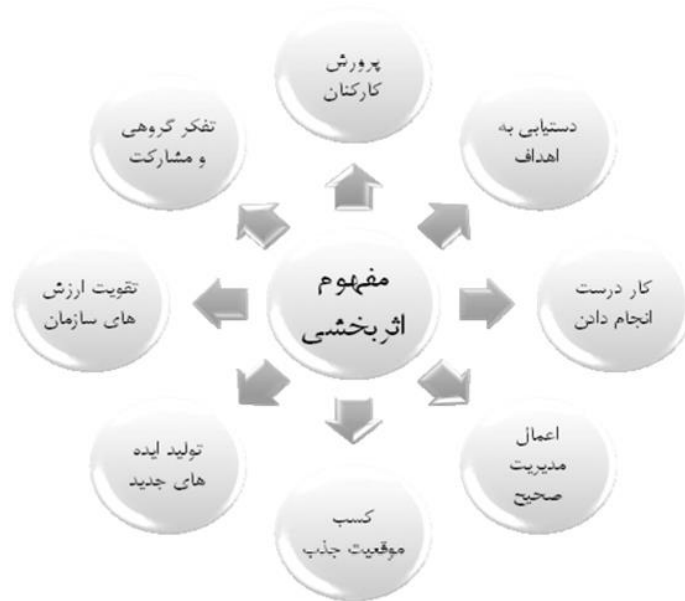 پرورش
کارکنان
دستیابی به
اهداف
کار درست
انجام دادن
اعمال
مدیریت
صحیح
کسب
موقعیت جذب
تولید ایده
های جدید
تقویت ارزش
های سازمان
تفکر گروهی
و مشارکت
مفهوم
اثربخشی